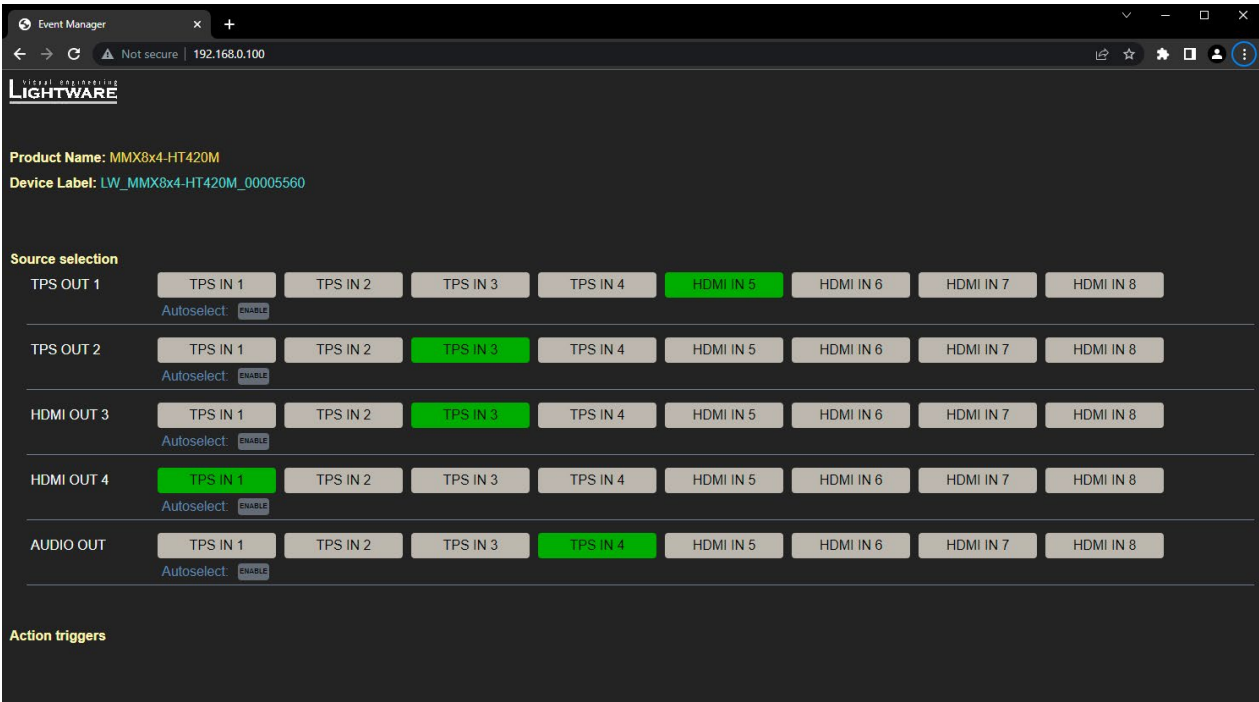 Event Manager
Not secure | 192.168.0.100
visual engineering
LIGHTWARE
Product Name: MMX8x4-HT420M
Device Label: LW_MMX8x4-HT420M_00005560
Source selection
TPS OUT 1 TPS IN 1 TPS IN 2 TPS IN 3 TPS IN 4 HDMI IN 5 HDMI IN 6 HDMI IN 7 HDMI IN 8
Autoselect: ENABLE
TPS OUT 2 TPS IN 1 TPS IN 2 TPS IN 3 TPS IN 4 HDMI IN 5 HDMI IN 6 HDMI IN 7 HDMI IN 8
Autoselect: ENABLE
HDMI OUT 3 TPS IN 1 TPS IN 2 TPS IN 3 TPS IN 4 HDMI IN 5 HDMI IN 6 HDMI IN 7 HDMI IN 8
Autoselect: ENABLE
HDMI OUT 4 TPS IN 1 TPS IN 2 TPS IN 3 TPS IN 4 HDMI IN 5 HDMI IN 6 HDMI IN 7 HDMI IN 8
Autoselect: ENABLE
AUDIO OUT TPS IN 1 TPS IN 2 TPS IN 3 TPS IN 4 HDMI IN 5 HDMI IN 6 HDMI IN 7 HDMI IN 8
Autoselect: ENABLE
Action triggers